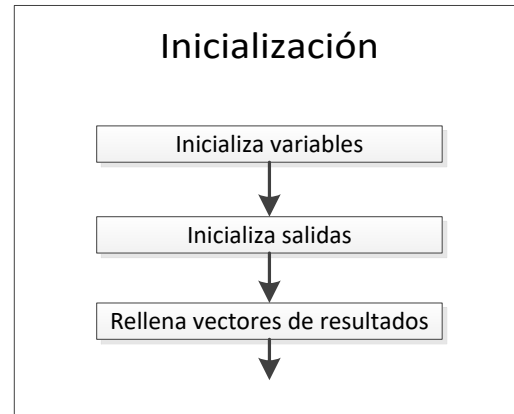 Inicialización
Inicializa variables
Inicializa salidas
Rellena vectores de resultados